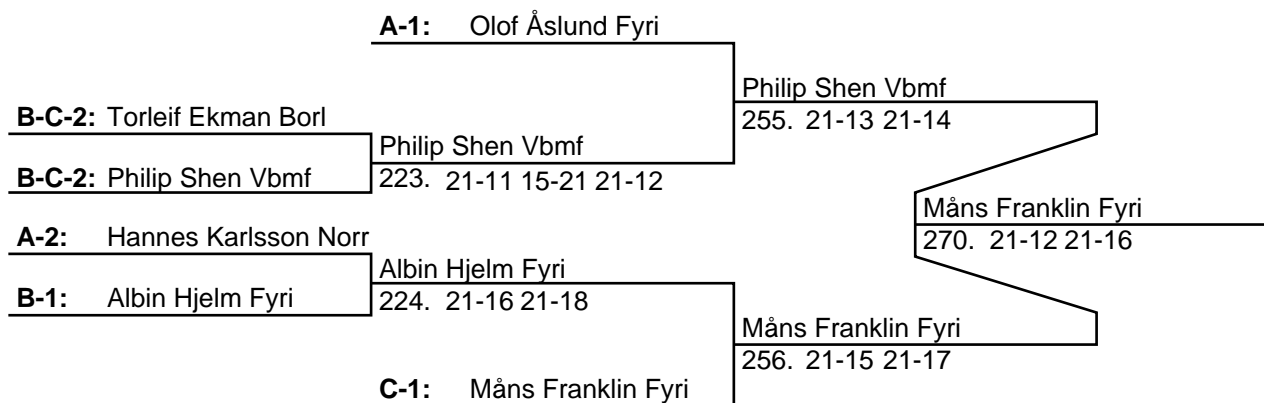 A-1: Olof Åslund Fyri
Philip Shen Vbmf
255. 21-13 21-14
B-C-2: Torleif Ekman Borl
Philip Shen Vbmf
223. 21-11 15-21 21-12
B-C-2: Philip Shen Vbmf
Måns Franklin Fyri
270. 21-12 21-16
A-2: Hannes Karlsson Norr
Albin Hjelm Fyri
224. 21-16 21-18
B-1: Albin Hjelm Fyri
Måns Franklin Fyri
256. 21-15 21-17
C-1: Måns Franklin Fyri